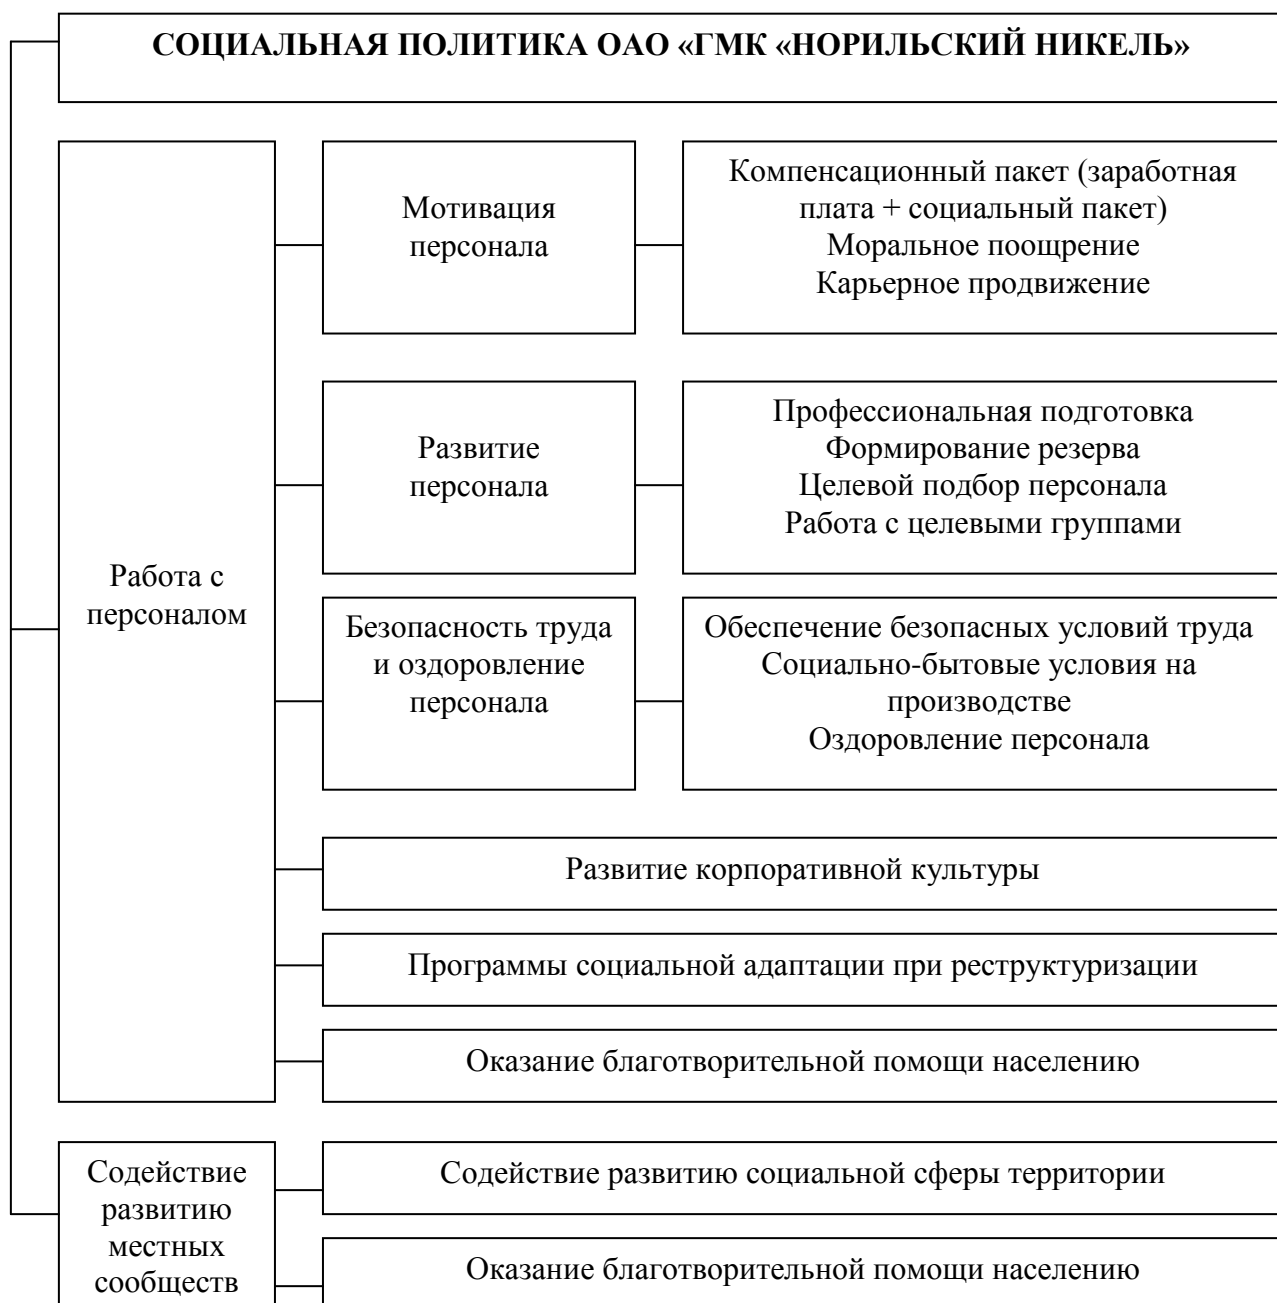 СОЦИАЛЬНАЯ ПОЛИТИКА ОАО «ГМК «НОРИЛЬСКИЙ НИКЕЛЬ»
Работа с
персоналом
Мотивация
персонала
Компенсационный пакет (заработная
плата + социальный пакет)
Моральное поощрение
Карьерное продвижение
Развитие
персонала
Профессиональная подготовка
Формирование резерва
Целевой подбор персонала
Работа с целевыми группами
Безопасность труда
и оздоровление
персонала
Обеспечение безопасных условий труда
Социально-бытовые условия на
производстве
Оздоровление персонала
Развитие корпоративной культуры
Программы социальной адаптации при реструктуризации
Оказание благотворительной помощи населению
Содействие
развитию
местных
сообществ
Содействие развитию социальной сферы территории
Оказание благотворительной помощи населению